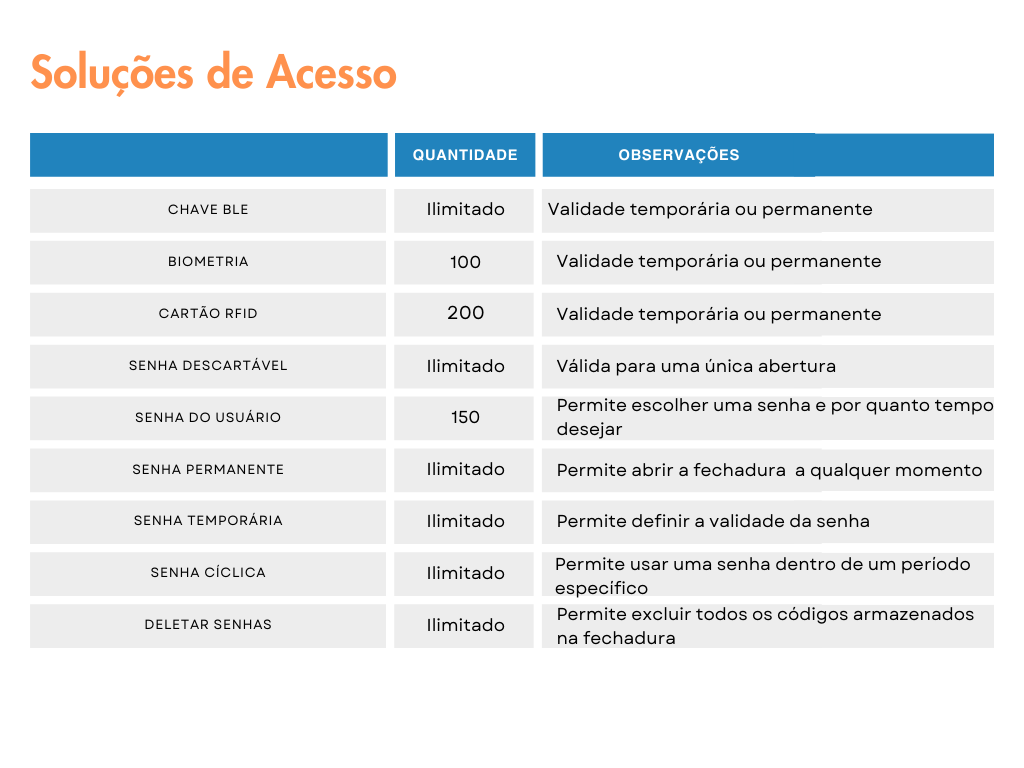 Soluções de Acesso
QUANTIDADE OBSERVAÇÕES
CHAVE BLE Ilimitado Validade temporária ou permanente
BIOMETRIA 100 Validade temporária ou permanente
CARTÃO RFID 200 Validade temporária ou permanente
SENHA DESCARTÁVEL Ilimitado Válida para uma única abertura
SENHA DO USUÁRIO 150 Permite escolher uma senha e por quanto tempo
desejar
SENHA PERMANENTE Ilimitado Permite abrir a fechadura  a qualquer momento
SENHA TEMPORÁRIA Ilimitado Permite definir a validade da senha
SENHA CÍCLICA Ilimitado Permite usar uma senha dentro de um período
específico
DELETAR SENHAS Ilimitado Permite excluir todos os códigos armazenados
na fechadura